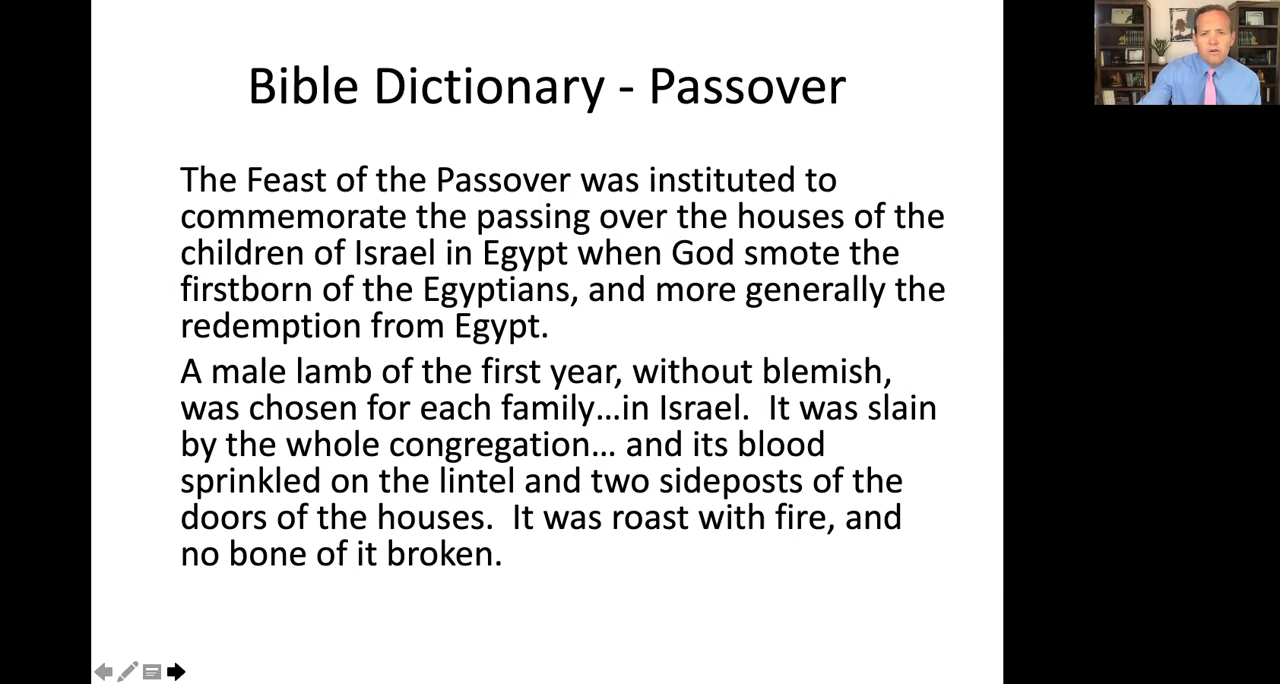 Bible Dictionary - Passover
The Feast of the Passover was instituted to
commemorate the passing over the houses of the
children of Israel in Egypt when God smote the
firstborn of the Egyptians, and more generally the
redemption from Egypt.
A male lamb of the first year, without blemish,
was chosen for each family…in Israel.  It was slain
by the whole congregation… and its blood
sprinkled on the lintel and two sideposts of the
doors of the houses.  It was roast with fire, and
no bone of it broken.